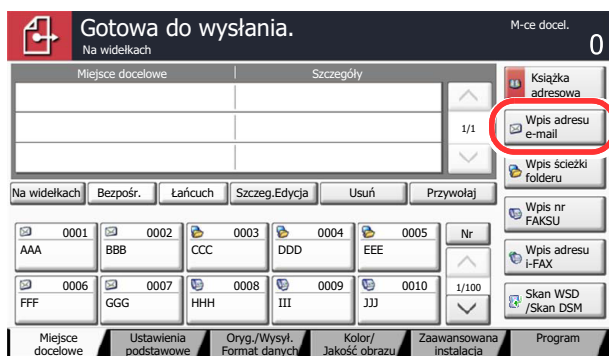 Gotowa do wysłania.
Na widełkach
M-ce docel.
0
Miejsce docelowe
Szczegóły
1/1
Książka
adresowa
Wpis adresu
e-mail
Wpis ścieżki
folderu
Wpis nr
FAKSU
Wpis adresu
i-FAX
Skan WSD
/Skan DSM
Na widełkach
Bezpośr.
Łańcuch
Szczeg.Edycja
Usuń
Przywołaj
0001
AAA
0002
BBB
0003
CCC
0004
DDD
0005
EEE
Nr
0006
FFF
0007
GGG
0008
HHH
0009
III
0010
JJJ
1/100
Miejsce
docelowe
Ustawienia
podstawowe
Oryg./Wysył.
Format danych
Kolor/
Jakość obrazu
Zaawansowana
instalacja
Program